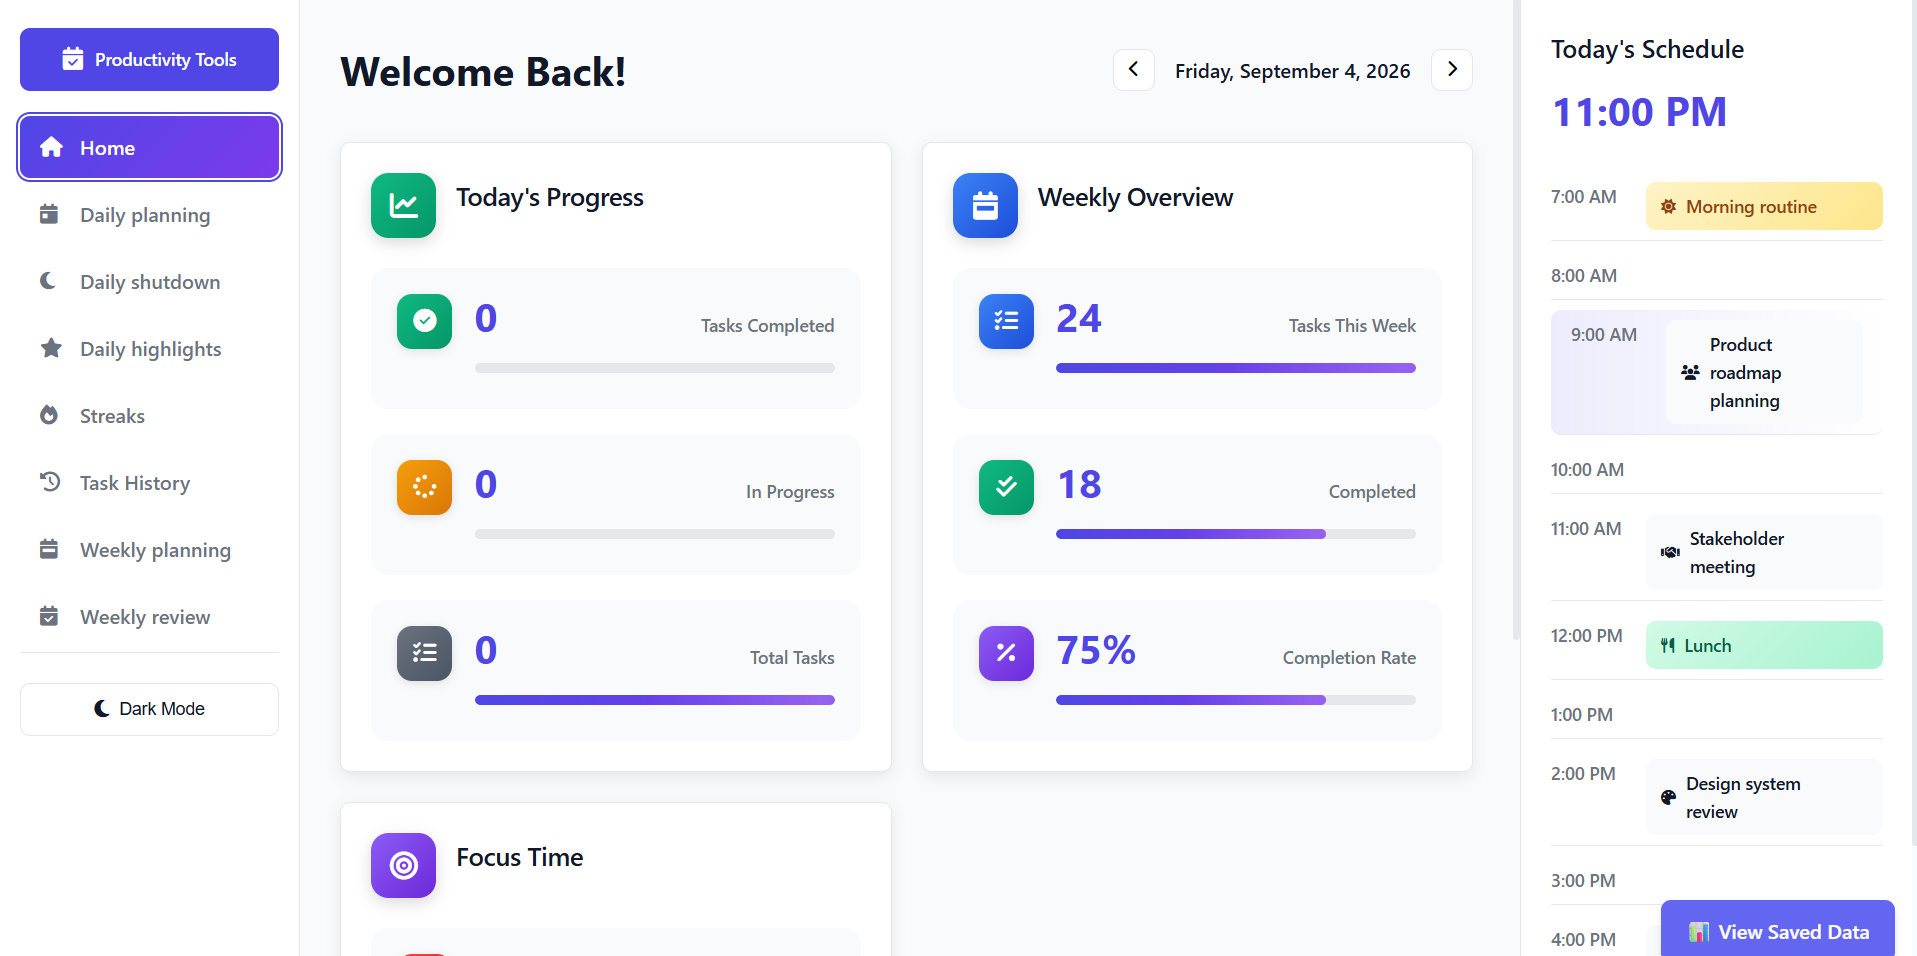 Productivity Tools
Home
Daily planning
Daily shutdown
Daily highlights
Streaks
Task History
Weekly planning
Weekly review
Dark Mode
Welcome Back!
Friday, September 4, 2026
Today's Progress
0
Tasks Completed
0
In Progress
0
Total Tasks
Weekly Overview
24
Tasks This Week
18
Completed
75%
Completion Rate
Focus Time
Today's Schedule
11:00 PM
7:00 AM
Morning routine
8:00 AM
9:00 AM
Product
roadmap
planning
10:00 AM
11:00 AM
Stakeholder
meeting
12:00 PM
Lunch
1:00 PM
2:00 PM
Design system
review
3:00 PM
4:00 PM
View Saved Data